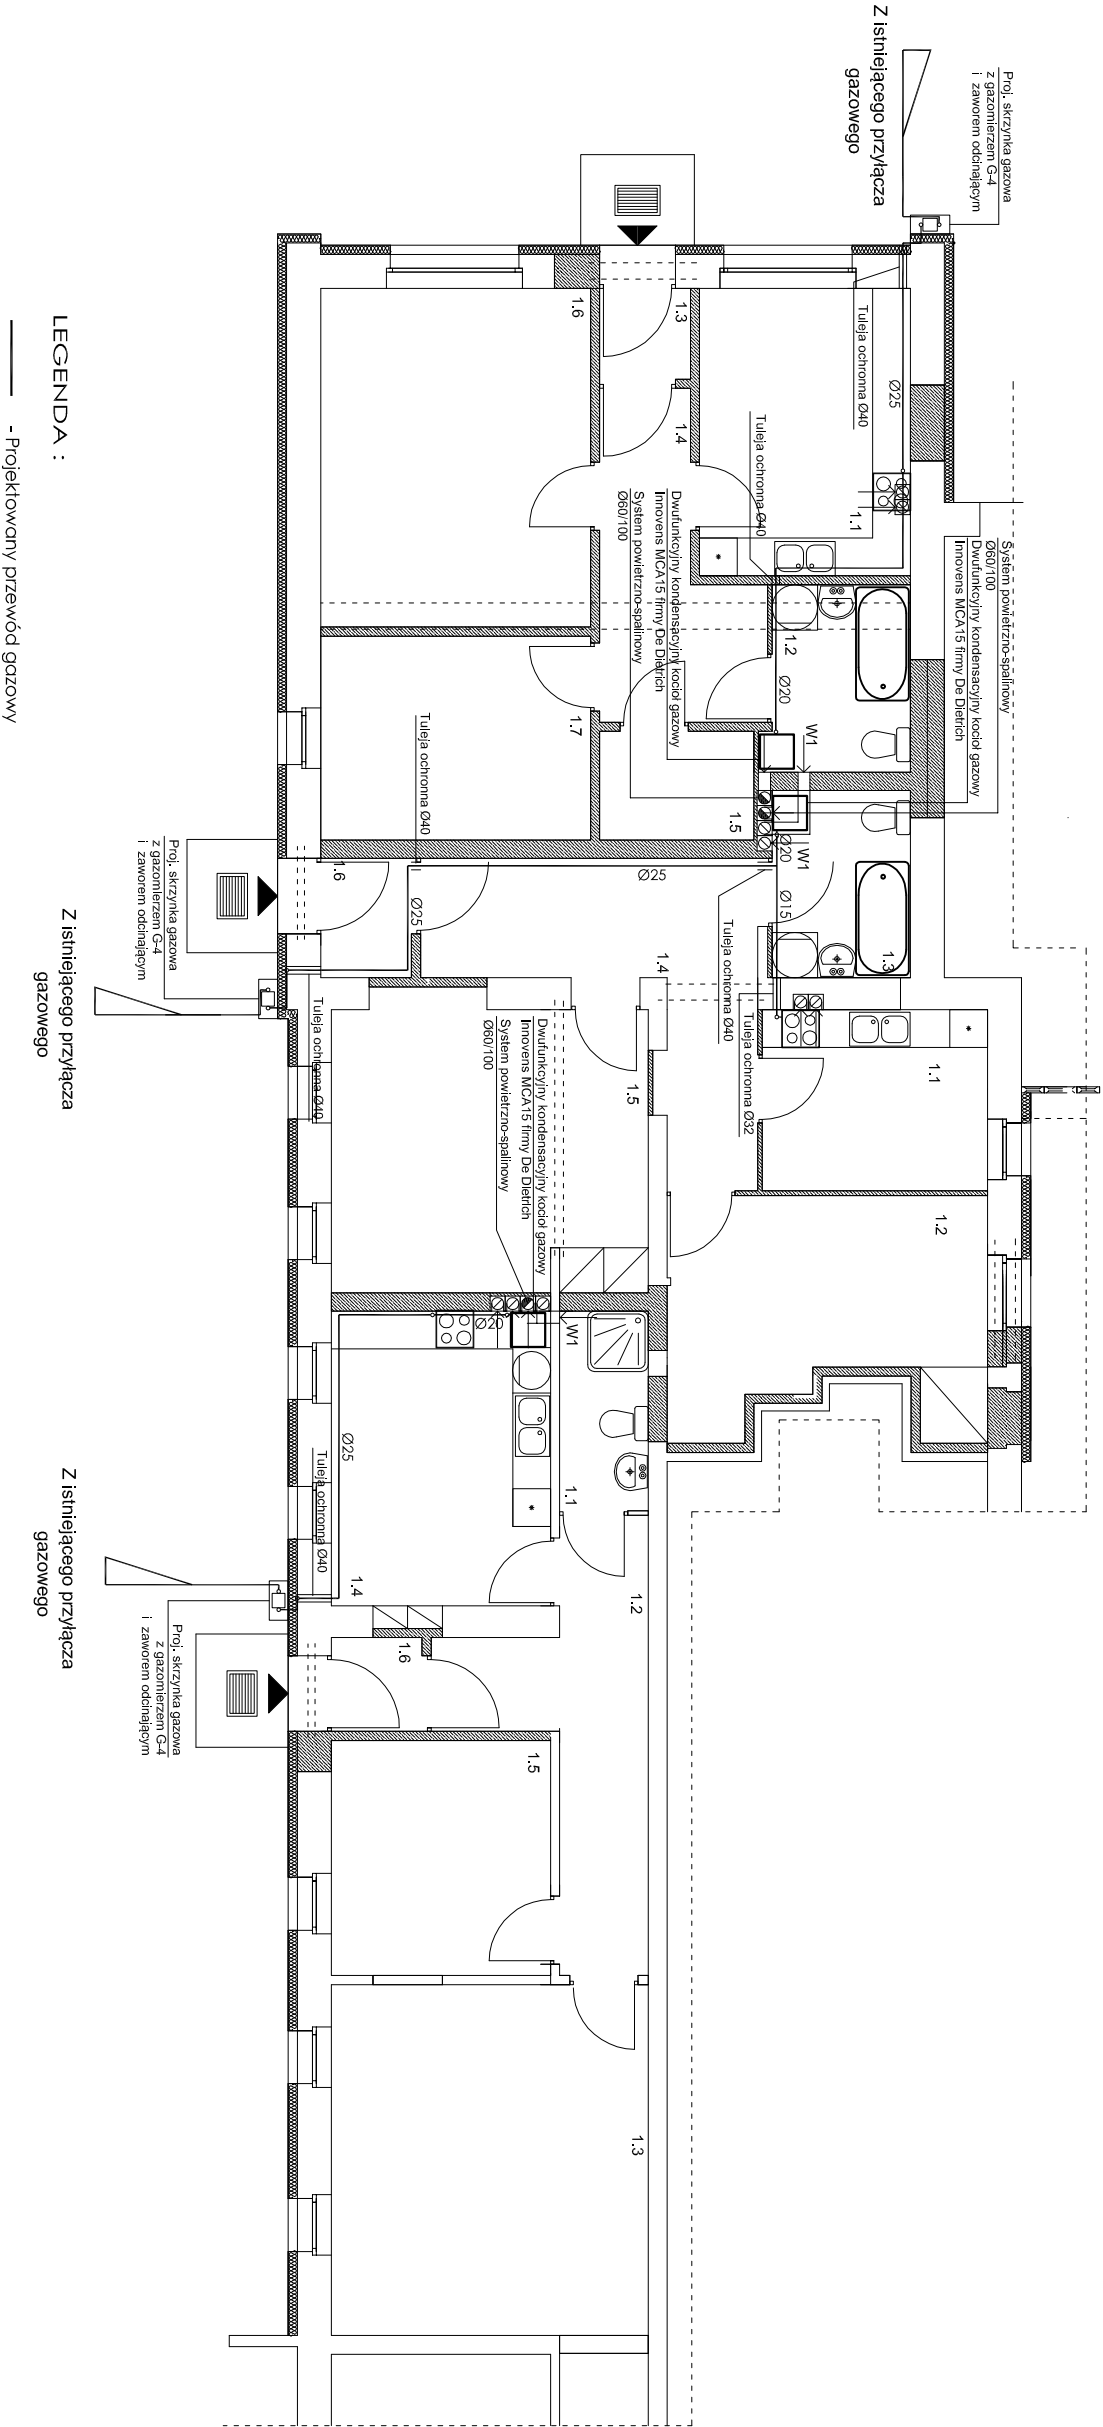 Z istniejącego przyłącza
gazowego
Proj. skrzynka gazowa
z gazomierzem G-4
i zaworem odcinającym
System powietrzno-spalinowy
Ø60/100
Dwufunkcyjny kondensacyjny kocioł gazowy
Innovens MCA15 firmy De Dietrich
Tuleja ochronna Ø40
Ø25
Tuleja ochronna Ø40
1.1
1.3
1.4
1.6
Dwufunkcyjny kondensacyjny kocioł gazowy
Innovens MCA15 firmy De Dietrich
System powietrzno-spalinowy
Ø60/100
1.2
Ø20
W1
1.7
1.5
Tuleja ochronna Ø40
Ø20
W1
Ø15
1.3
Ø25
Ø25
1.6
Tuleja ochronna Ø40
1.4
Tuleja ochronna Ø32
1.1
1.2
1.5
Proj. skrzynka gazowa
z gazomierzem G-4
i zaworem odcinającym
Z istniejącego przyłącza
gazowego
Tuleja ochronna Ø40
Dwufunkcyjny kondensacyjny kocioł gazowy
Innovens MCA15 firmy De Dietrich
System powietrzno-spalinowy
Ø60/100
W1
Ø20
Ø25
1.1
1.2
Tuleja ochronna Ø40
1.4
1.6
Z istniejącego przyłącza
gazowego
Proj. skrzynka gazowa
z gazomierzem G-4
i zaworem odcinającym
1.5
1.3
LEGENDA :
- Projektowany przewód gazowy